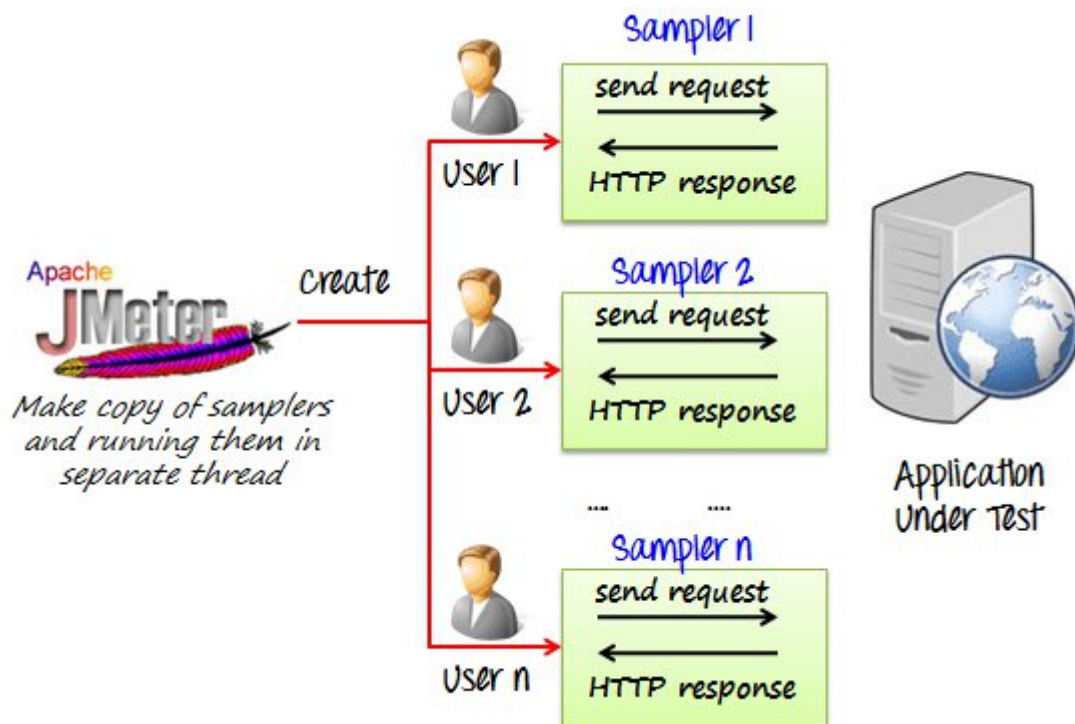 Sampler 1
send request
HTTP response
User 1
Apache
JMeter
Make copy of samplers
and running them in
separate thread
Create
Sampler 2
send request
HTTP response
User 2
.... ....
Sampler n
send request
HTTP response
User n
Application
Under Test